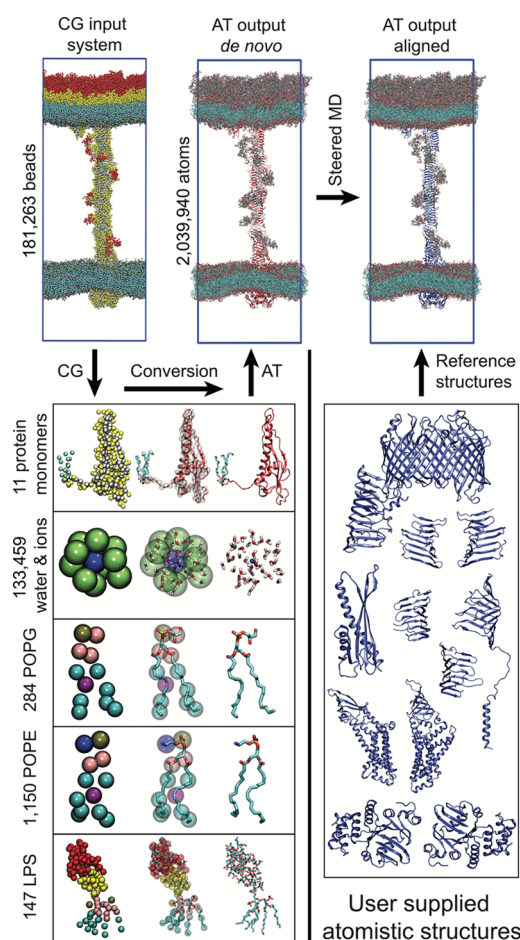 CG input
system
AT output
de novo
AT output
aligned
181,263 beads
2,039,940 atoms
Steered MD
CG
Conversion
AT
Reference
structures
11 protein
monomers
133,459
water & ions
284 POPG
1,150 POPE
147 LPS
User supplied
atomistic structures